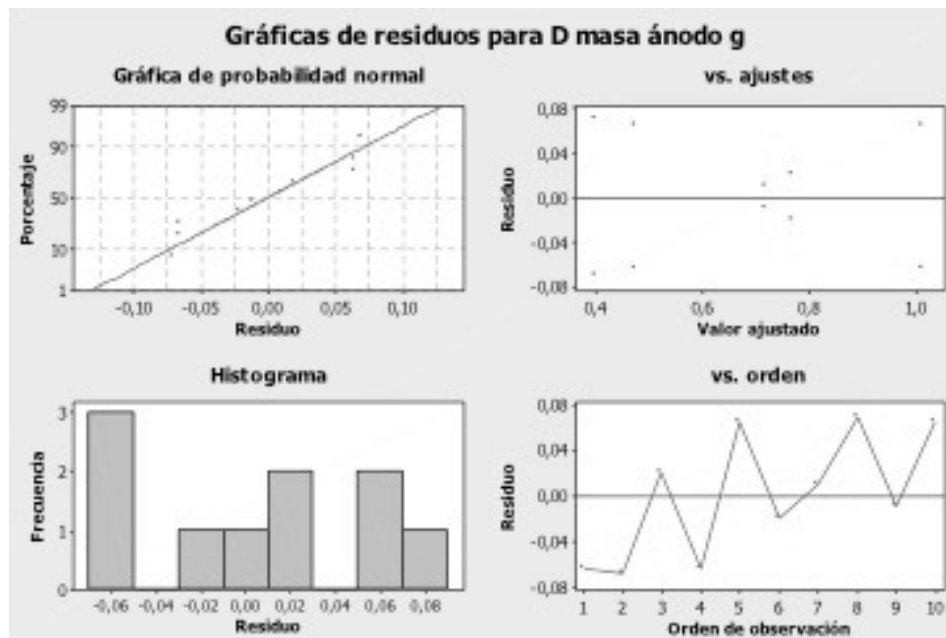 Gráficas de residuos para D masa ánodo g
Gráfica de probabilidad normal
Porcentaje
99
90
50
10
1
-0,10 -0,05 0,00 0,05 0,10
Residuo
vs. ajustes
Residuo
0,08
0,04
0,00
-0,04
-0,08
0,4 0,6 0,8 1,0
Valor ajustado
Histograma
Frecuencia
3
2
1
0
-0,06 -0,04 -0,02 0,00 0,02 0,04 0,06 0,08
Residuo
vs. orden
Residuo
0,08
0,04
0,00
-0,04
-0,08
1 2 3 4 5 6 7 8 9 10
Orden de observación